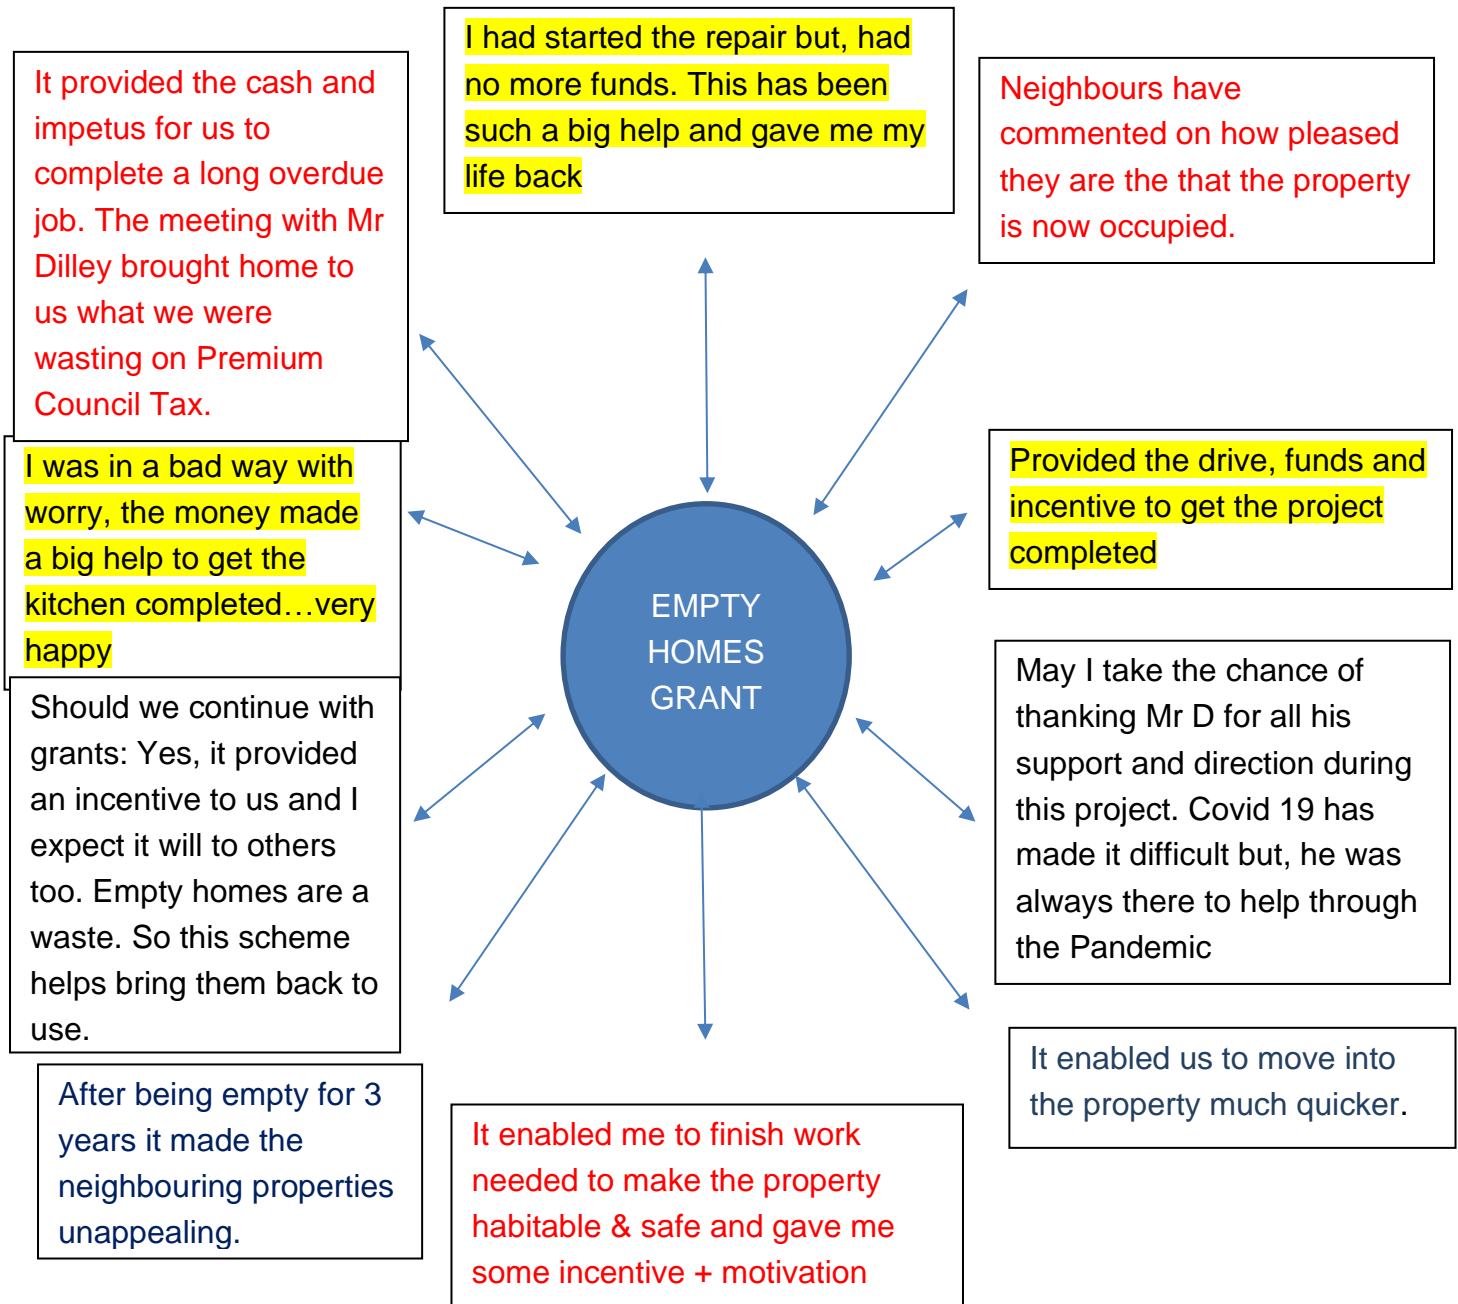 I had started the repair but, had
no more funds. This has been
such a big help and gave me my
life back
It provided the cash and
impetus for us to
complete a long overdue
job. The meeting with Mr
Dilley brought home to
us what we were
wasting on Premium
Council Tax.
Neighbours have
commented on how pleased
they are the that the property
is now occupied.
I was in a bad way with
worry, the money made
a big help to get the
kitchen completed…very
happy
Provided the drive, funds and
incentive to get the project
completed
EMPTY
HOMES
GRANT
Should we continue with
grants: Yes, it provided
an incentive to us and I
expect it will to others
too. Empty homes are a
waste. So this scheme
helps bring them back to
use.
May I take the chance of
thanking Mr D for all his
support and direction during
this project. Covid 19 has
made it difficult but, he was
always there to help through
the Pandemic
After being empty for 3
years it made the
neighbouring properties
unappealing.
It enabled me to finish work
needed to make the property
habitable & safe and gave me
some incentive + motivation
It enabled us to move into
the property much quicker.